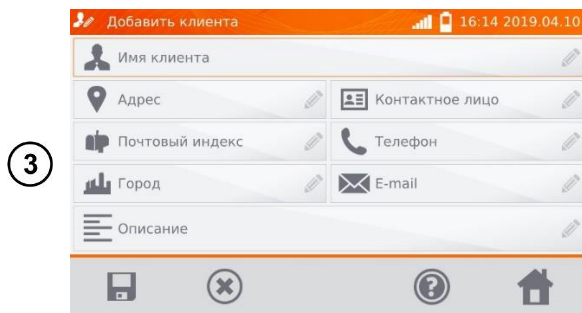 Добавить клиента 16:14 2019.04.10
Имя клиента
Адрес Контактное лицо
Почтовый индекс Телефон
3 Город E-mail
Описание
?